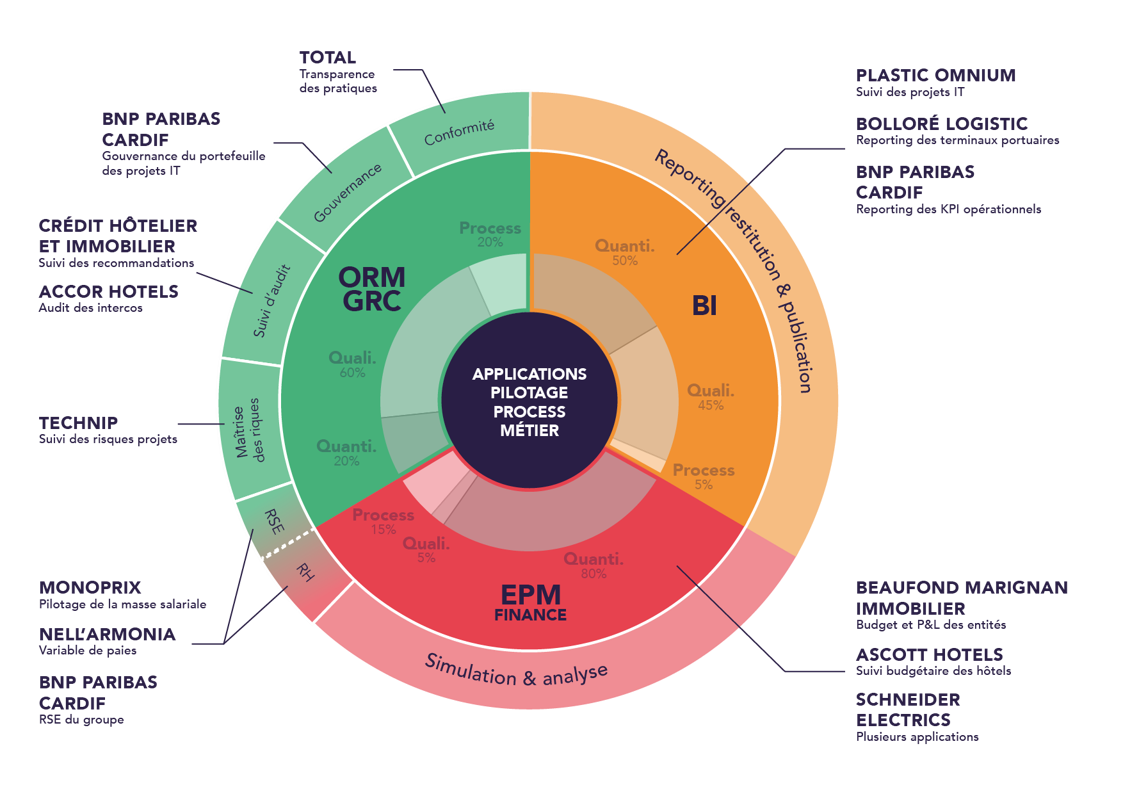 TOTAL
Transparence
des pratiques
BNP PARIBAS
CARDIF
Gouvernance du portefeuille
des projets IT
CRÉDIT HÔTELIER
ET IMMOBILIER
Suivi des recommandations
ACCOR HOTELS
Audit des intercos
TECHNIP
Suivi des risques projets
MONOPRIX
Pilotage de la masse salariale
NELL'ARMONIA
Variable de paies
BNP PARIBAS
CARDIF
RSE du groupe
Conformité
Gouvernance
Suivi d'audit
Maîtrise
des riques
RSE
RH
Simulation & analyse
Reporting restitution & publication
ORM
GRC
Process
20%
Quali.
60%
Quanti.
20%
BI
Quanti.
50%
Quali.
45%
Process
5%
APPLICATIONS
PILOTAGE
PROCESS
MÉTIER
Process
15%
Quali.
5%
Quanti.
80%
EPM
FINANCE
PLASTIC OMNIUM
Suivi des projets IT
BOLLORÉ LOGISTIC
Reporting des terminaux portuaires
BNP PARIBAS
CARDIF
Reporting des KPI opérationnels
BEAUFOND MARIGNAN
IMMOBILIER
Budget et P&L des entités
ASCOTT HOTELS
Suivi budgétaire des hôtels
SCHNEIDER
ELECTRICS
Plusieurs applications